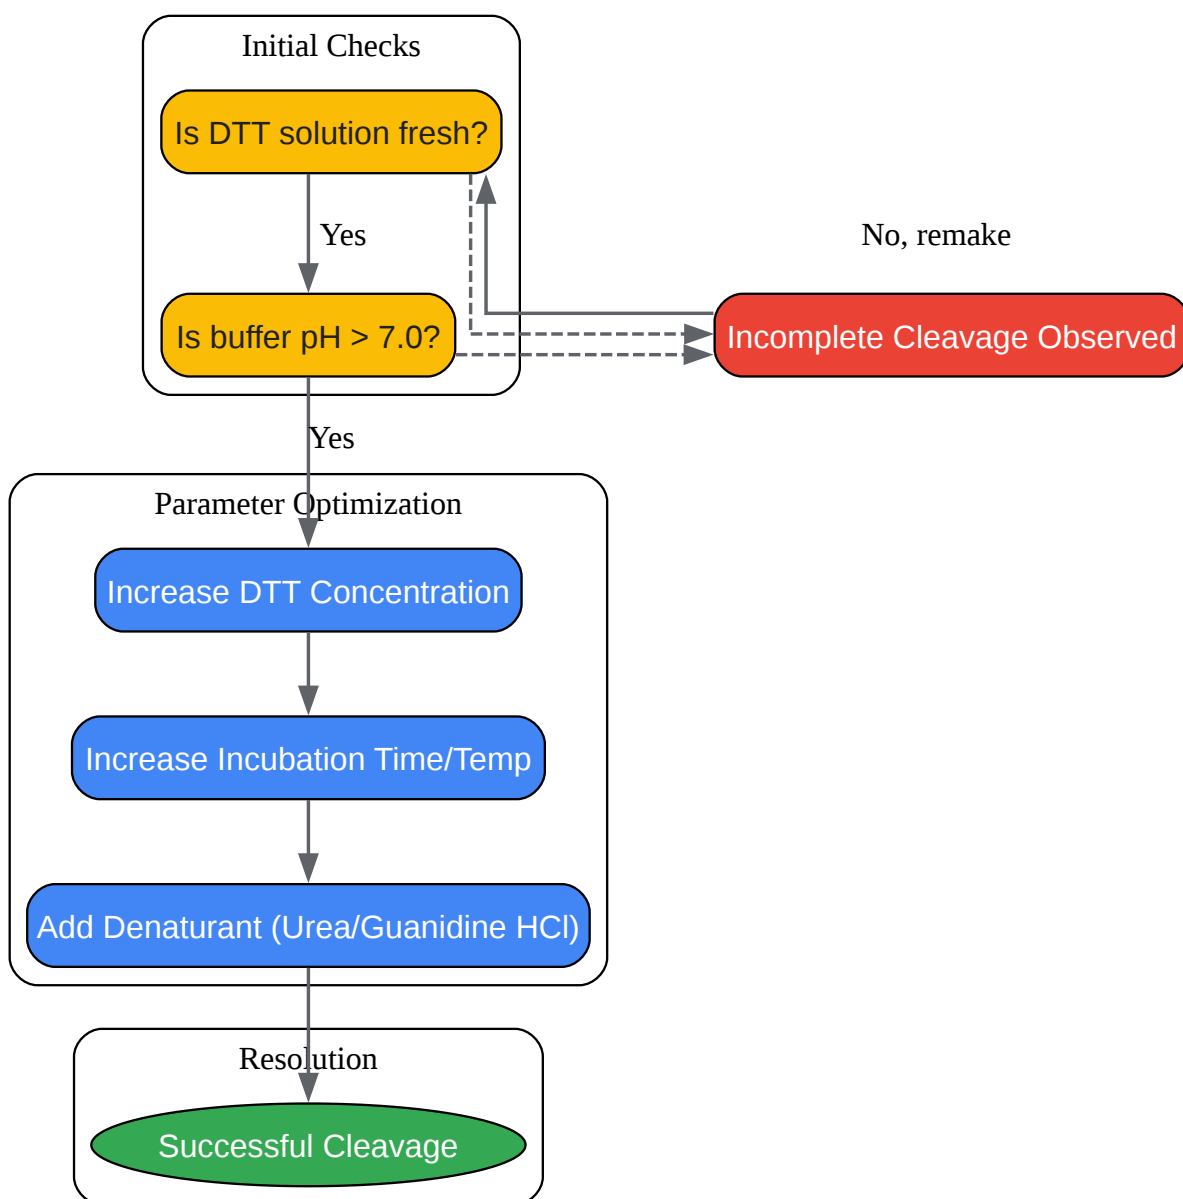 Initial Checks
Is DTT solution fresh?
Yes
No, remake
Is buffer pH > 7.0?
Incomplete Cleavage Observed
Yes
Parameter Optimization
Increase DTT Concentration
Increase Incubation Time/Temp
Add Denaturant (Urea/Guanidine HCl)
Resolution
Successful Cleavage